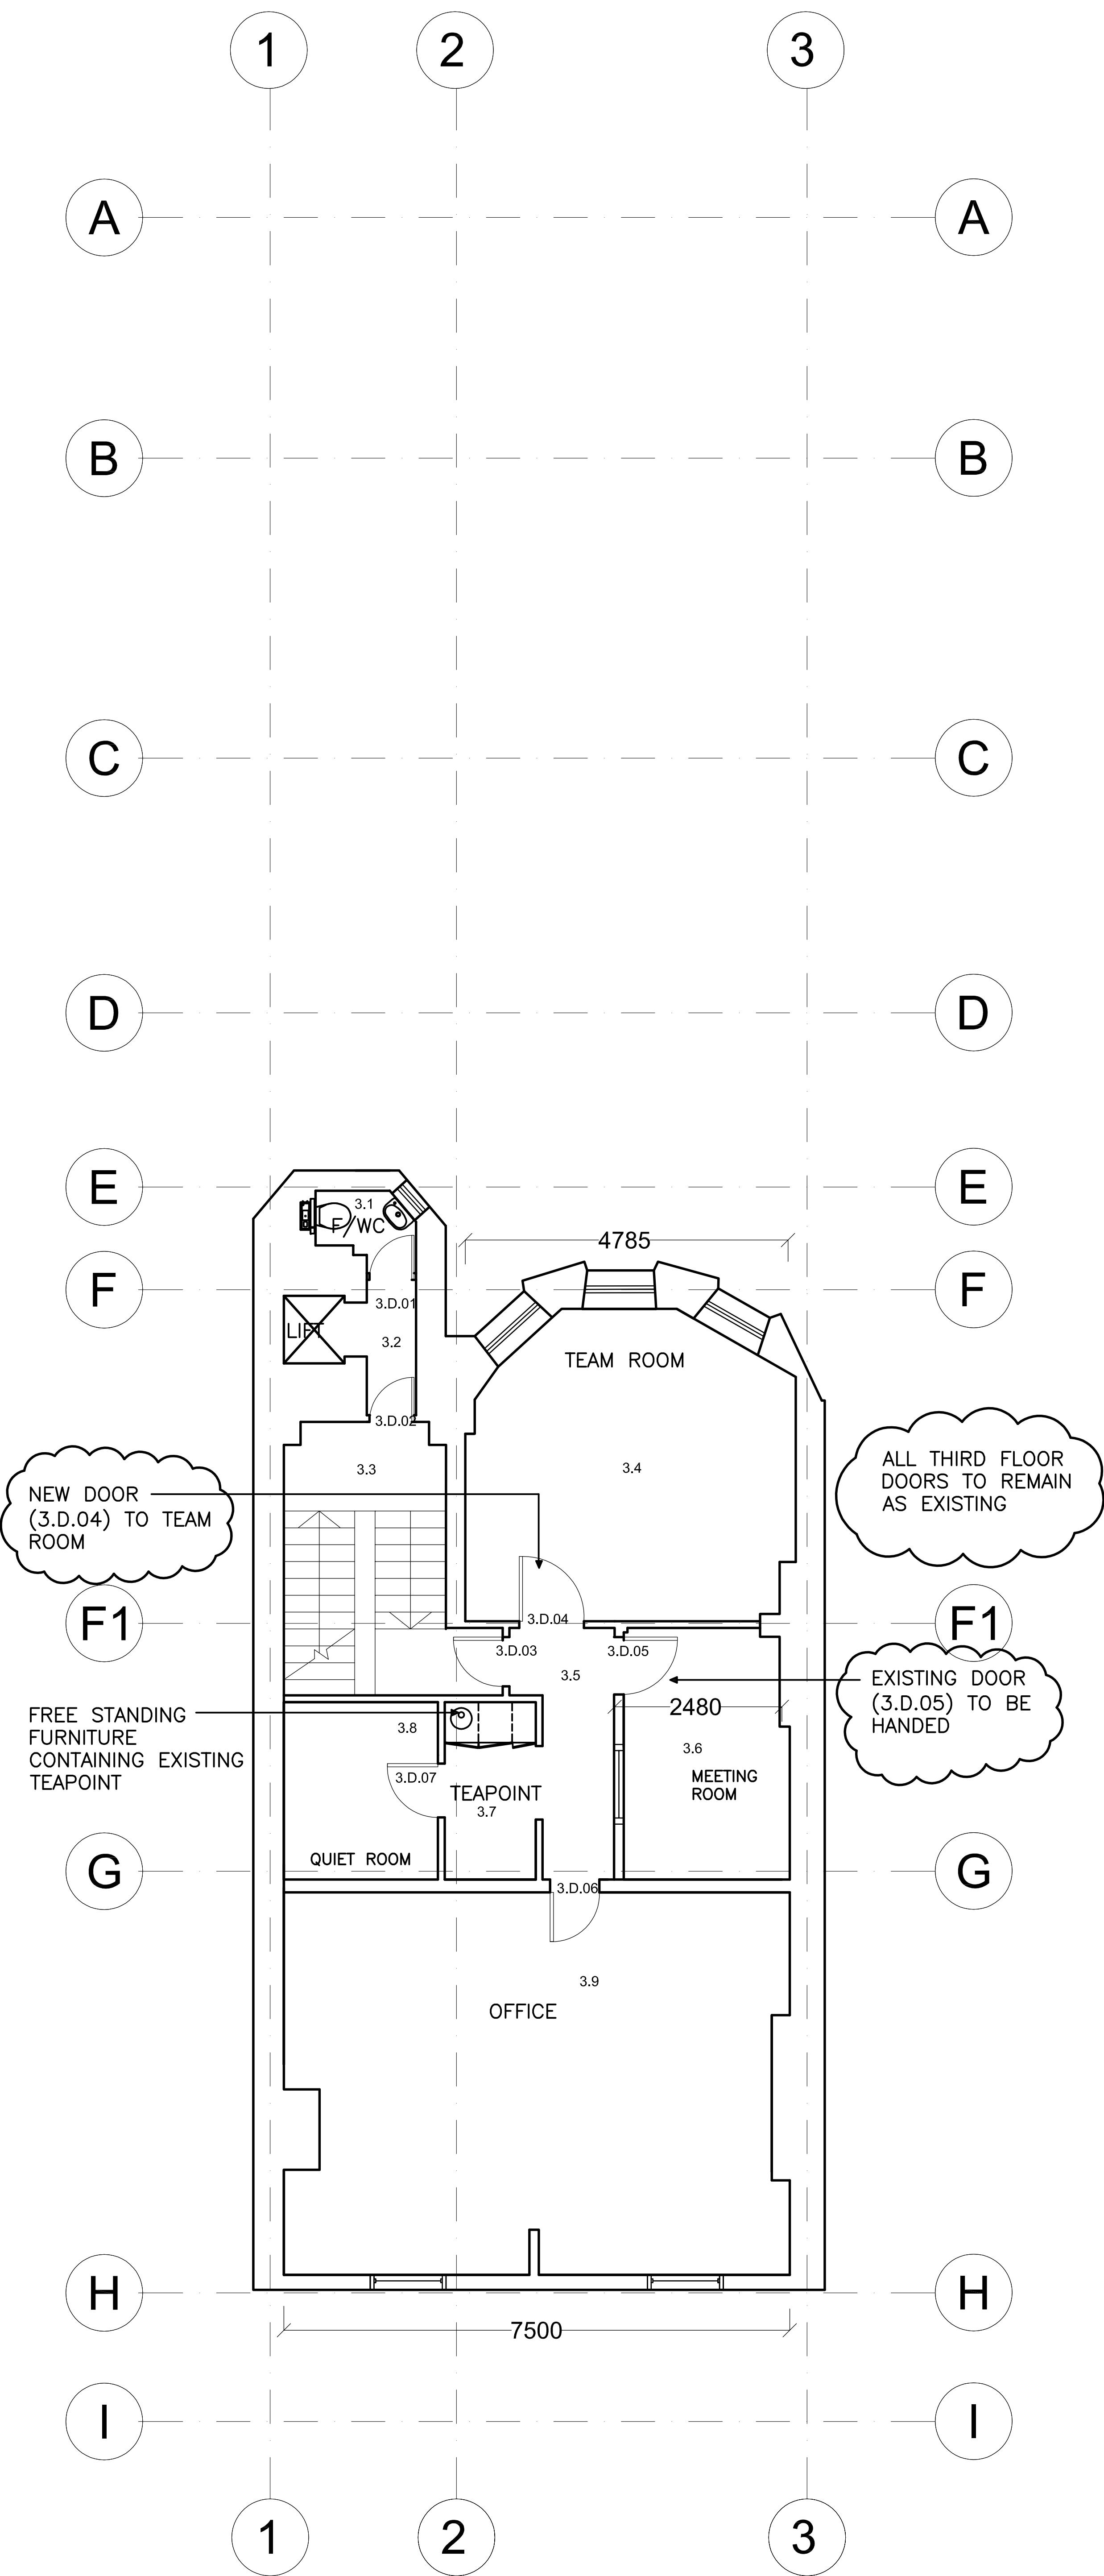 1
2
3
A
A
B
B
C
C
D
D
E
E
3.1
F/WC
4785
F
F
3.D.01
LIFT
3.2
TEAM ROOM
3.D.02
3.3
3.4
ALL THIRD FLOOR
DOORS TO REMAIN
AS EXISTING
NEW DOOR
(3.D.04) TO TEAM
ROOM
F1
F1
3.D.04
3.D.03
3.D.05
3.5
EXISTING DOOR
(3.D.05) TO BE
HANDED
FREE STANDING
FURNITURE
CONTAINING EXISTING
TEAPOINT
2480
3.8
3.6
3.D.07
MEETING
ROOM
TEAPOINT
3.7
QUIET ROOM
G
G
3.D.06
3.9
OFFICE
H
H
7500
I
I
1
2
3